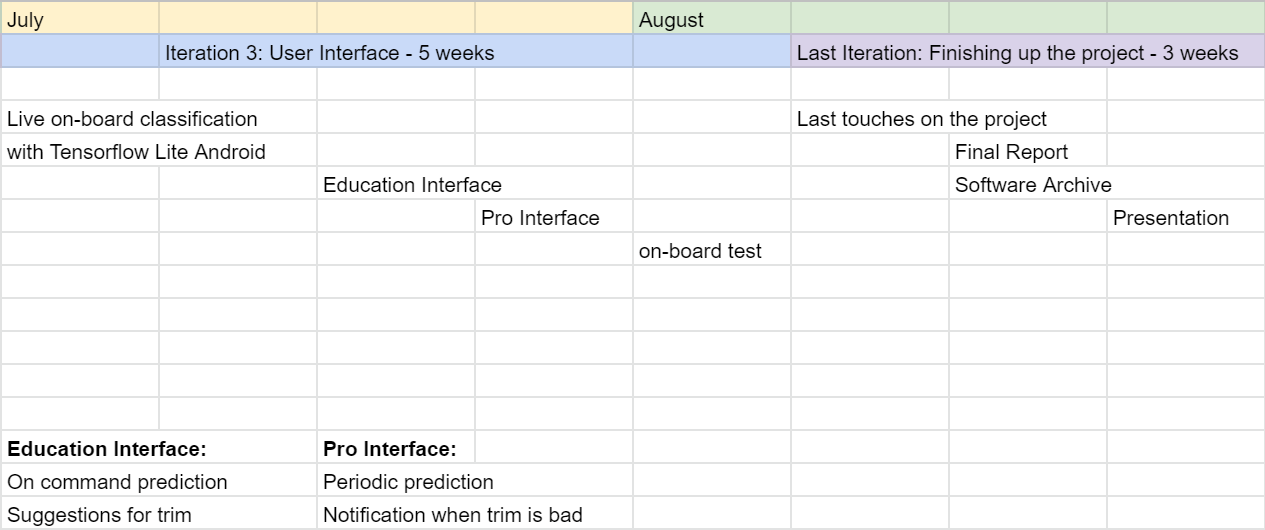 July August
Iteration 3: User Interface - 5 weeks Last Iteration: Finishing up the project - 3 weeks
Live on-board classification Last touches on the project
with Tensorflow Lite Android Final Report
Education Interface Software Archive
Pro Interface Presentation
on-board test
Education Interface: Pro Interface:
On command prediction Periodic prediction
Suggestions for trim Notification when trim is bad